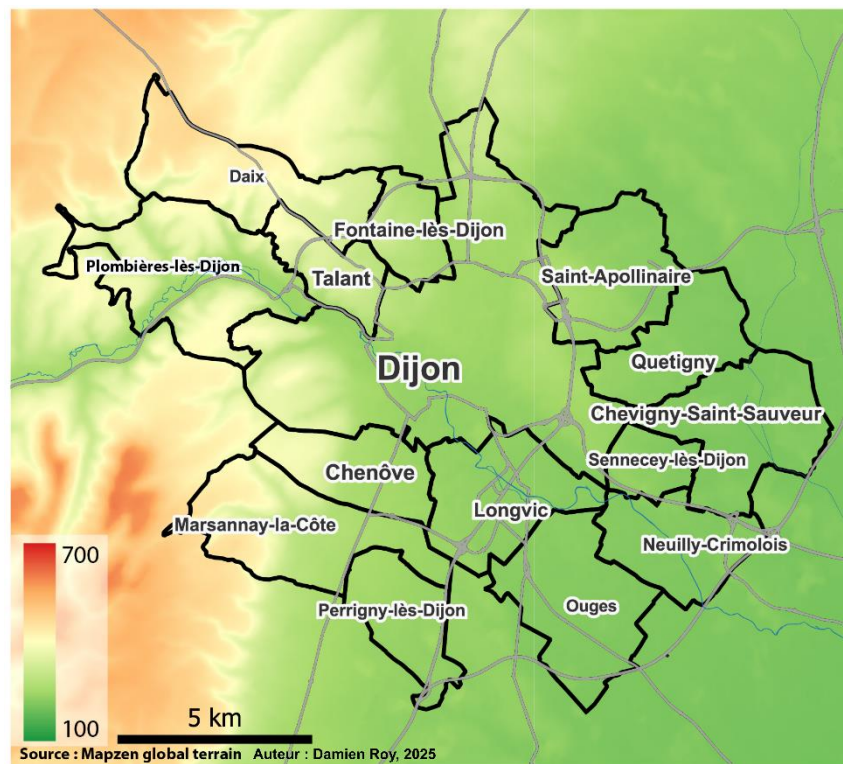 Daix
Fontaine-lès-Dijon
Plombières-lès-Dijon
Talant
Saint-Apollinaire
Dijon
Quetigny
Chevigny-Saint-Sauveur
Sennecey-lès-Dijon
Chenôve
Longvic
Marsannay-la-Côte
Neuilly-Crimolois
700
Perrigny-lès-Dijon
Ouges
100
5 km
Source : Mapzen global terrain Auteur : Damien Roy, 2025